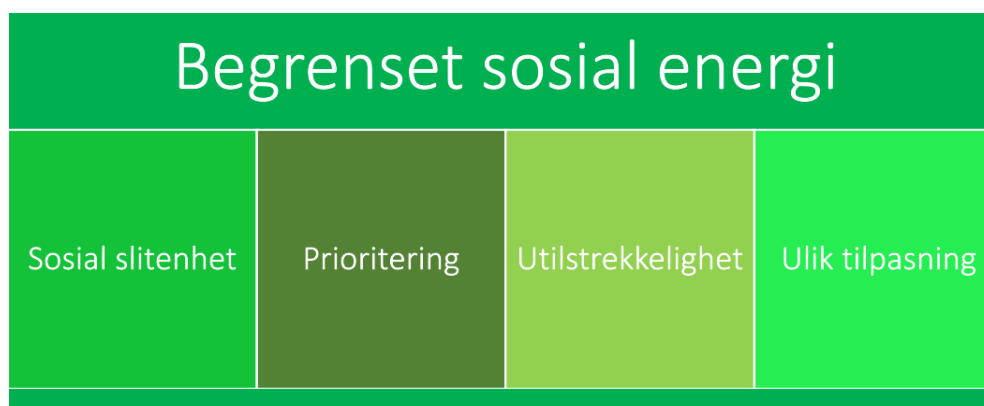 Begrenset sosial energi
Sosial slitenhet
Prioritering
Utilstrekkelighet
Ulik tilpasning